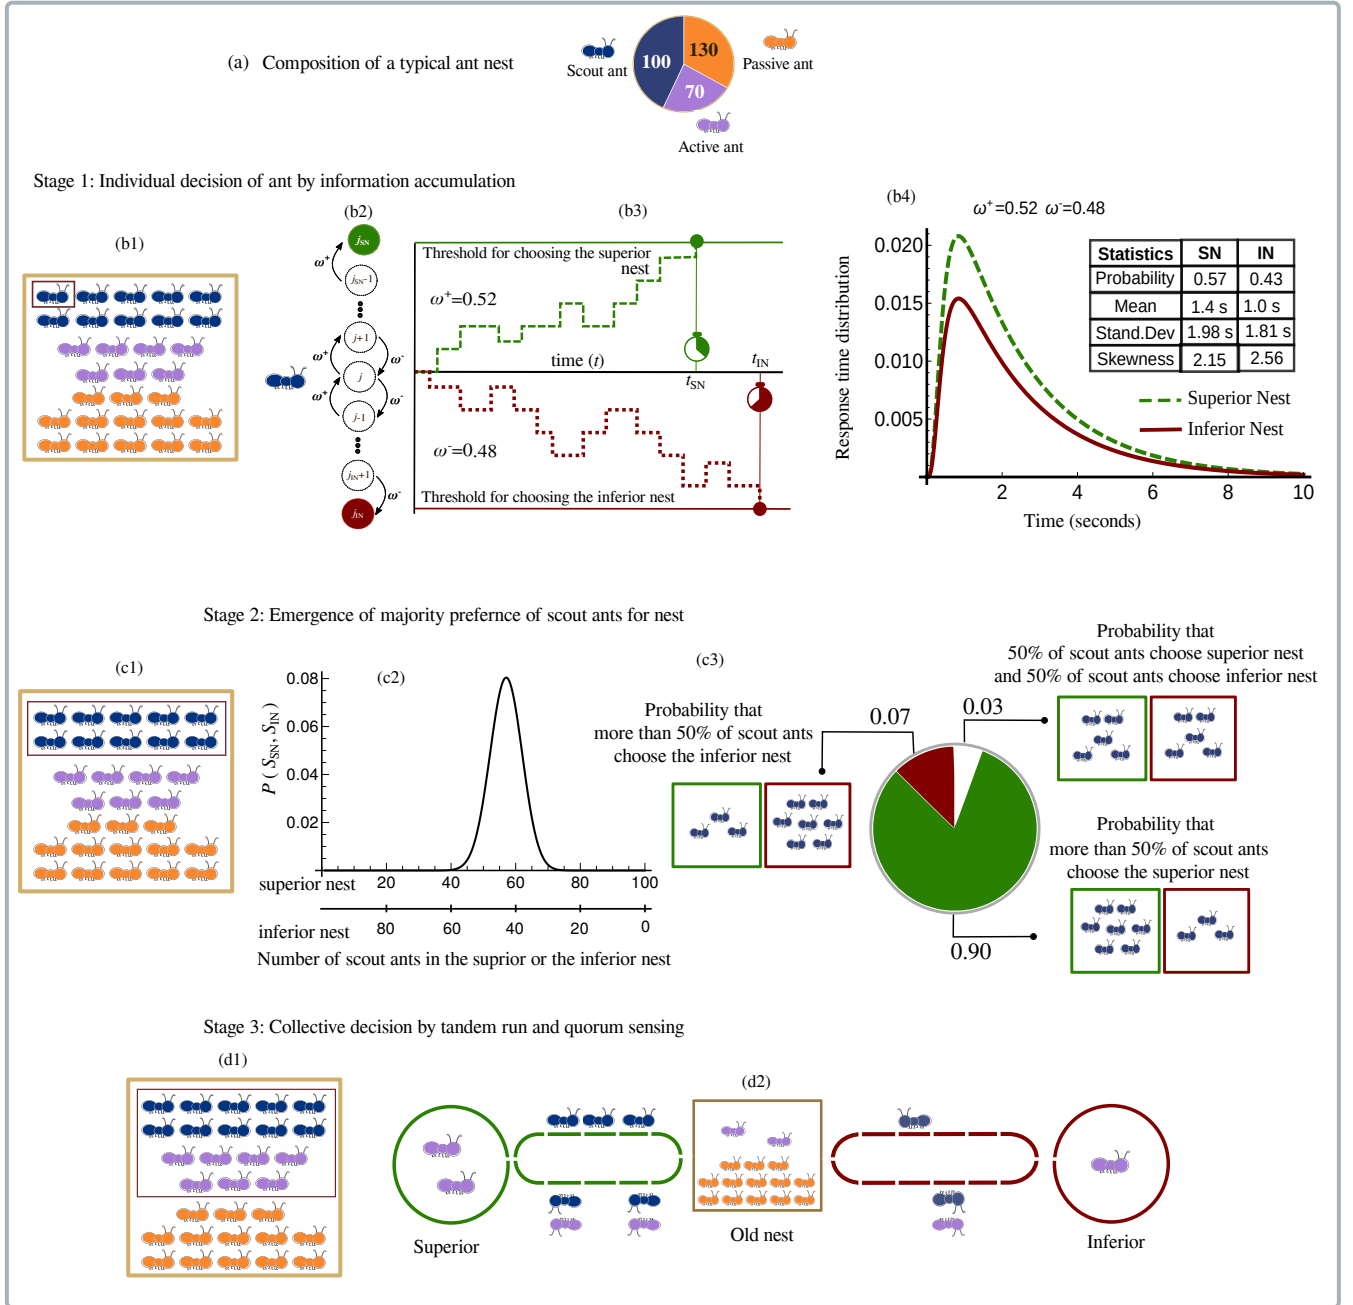 (a) Composition of a typical ant nest
Scout ant
100
130
70
Passive ant
Active ant
Stage 1: Individual decision of ant by information accumulation
(b1)
(b2)
j_SN
ω⁺
j_SN-1
j+1
ω⁺
ω⁻
j
ω⁺
ω⁻
j-1
j_IN+1
ω⁻
j_IN
(b3)
Threshold for choosing the superior
nest
ω⁺=0.52
time (t)
t_SN
t_IN
ω⁻=0.48
Threshold for choosing the inferior nest
(b4)
ω⁺=0.52 ω⁻=0.48
Response time distribution
0.020
0.015
0.010
0.005
2 4 6 8 10
Time (seconds)
Statistics SN IN
Probability 0.57 0.43
Mean 1.4 s 1.0 s
Stand.Dev 1.98 s 1.81 s
Skewness 2.15 2.56
Superior Nest
Inferior Nest
Stage 2: Emergence of majority prefernce of scout ants for nest
(c1)
(c2)
P ( S_SN, S_IN )
0.08
0.06
0.04
0.02
superior nest 20 40 60 80 100
inferior nest 80 60 40 20 0
Number of scout ants in the suprior or the inferior nest
(c3)
Probability that
more than 50% of scout ants
choose the inferior nest
0.07
0.03
Probability that
50% of scout ants choose superior nest
and 50% of scout ants choose inferior nest
Probability that
more than 50% of scout ants
choose the superior nest
0.90
Stage 3: Collective decision by tandem run and quorum sensing
(d1)
(d2)
Superior
Old nest
Inferior